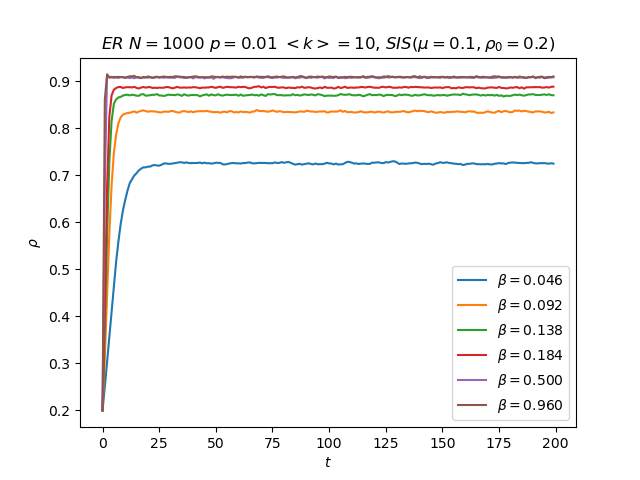 ER N = 1000 p = 0.01 < k > = 10, SIS(μ = 0.1, ρ₀ = 0.2)
0.9
0.8
0.7
0.6
0.5
0.4
0.3
0.2
ρ
β = 0.046
β = 0.092
β = 0.138
β = 0.184
β = 0.500
β = 0.960
0 25 50 75 100 125 150 175 200
t